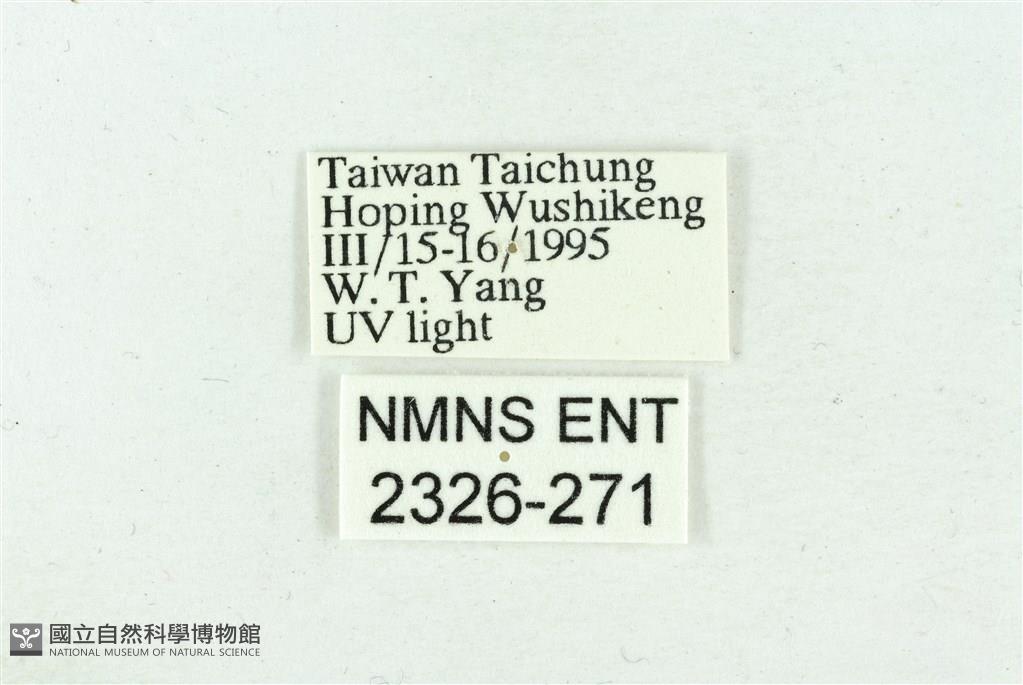 Taiwan Taichung
Hoping Wushikeng
III/15-16/1995
W. T. Yang
UV light
NMNS ENT
2326-271
國立自然科學博物館
NATIONAL MUSEUM OF NATURAL SCIENCE